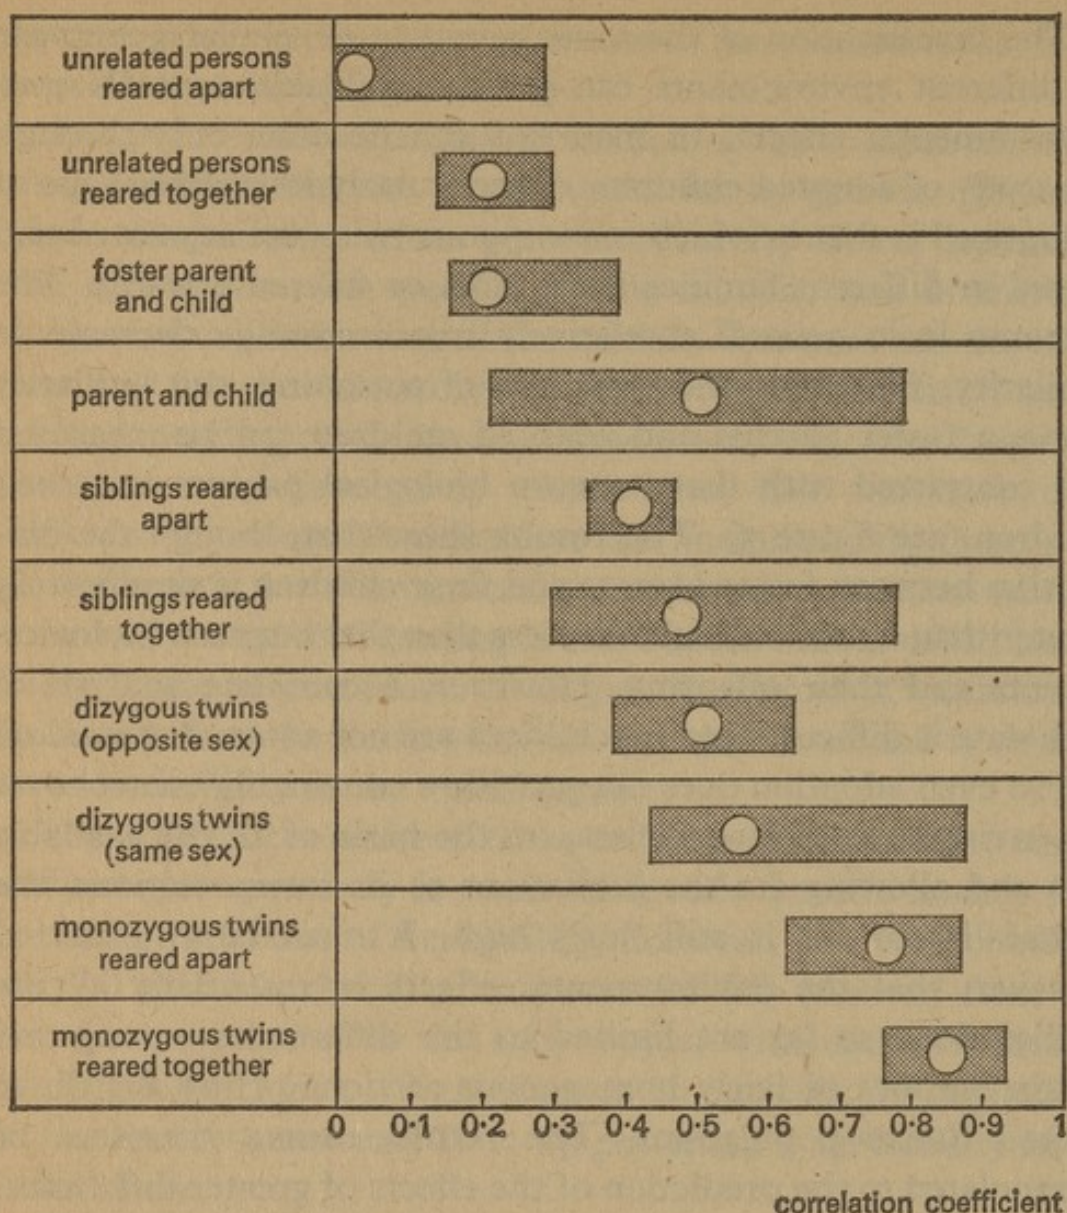 unrelated persons
reared apart
unrelated persons
reared together
foster parent
and child
parent and child
siblings reared
apart
siblings reared
together
dizygous twins
(opposite sex)
dizygous twins
(same sex)
monozygous twins
reared apart
monozygous twins
reared together
0 0·1 0·2 0·3 0·4 0·5 0·6 0·7 0·8 0·9 1
correlation coefficient